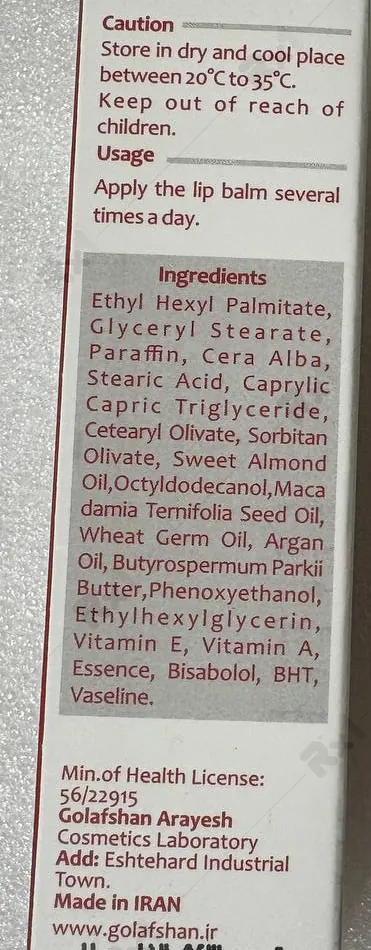 Caution
Store in dry and cool place
between 20°C to 35°C.
Keep out of reach of
children.
Usage
Apply the lip balm several
times a day.
Ingredients
Ethyl Hexyl Palmitate,
Glyceryl Stearate,
Paraffin, Cera Alba,
Stearic Acid, Caprylic
Capric Triglyceride,
Cetearyl Olivate, Sorbitan
Olivate, Sweet Almond
Oil,Octyldodecanol,Maca
damia Ternifolia Seed Oil,
Wheat Germ Oil, Argan
Oil, Butyrospermum Parkii
Butter,Phenoxyethanol,
Ethylhexylglycerin,
Vitamin E, Vitamin A,
Essence, Bisabolol, BHT,
Vaseline.
Min.of Health License:
56/22915
Golafshan Arayesh
Cosmetics Laboratory
Add: Eshtehard Industrial
Town.
Made in IRAN
www.golafshan.ir